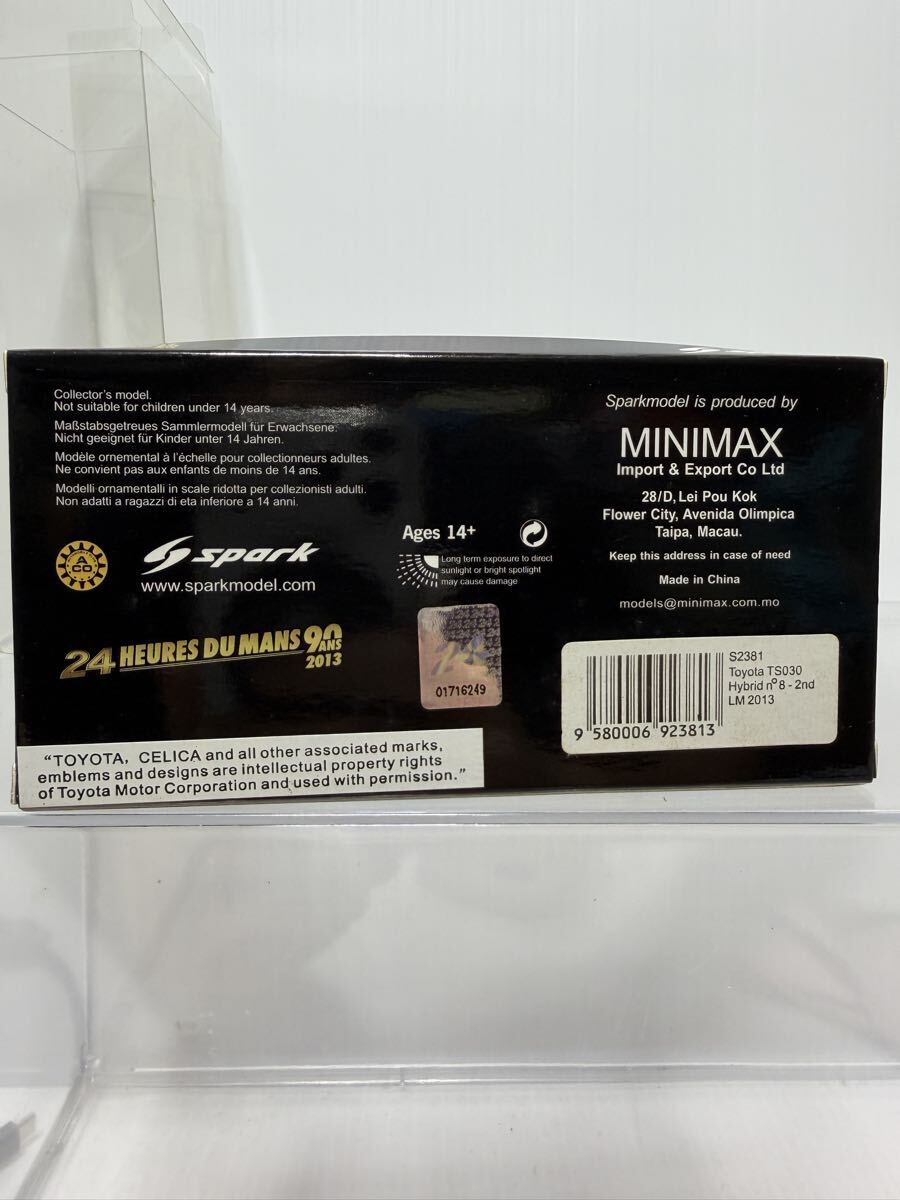 Collector's model.
Not suitable for children under 14 years.
Maßstabsgetreues Sammlermodell für Erwachsene:
Nicht geeignet für Kinder unter 14 Jahren.
Modèle ornemental à l'échelle pour collectionneurs adultes.
Ne convient pas aux enfants de moins de 14 ans.
Modelli ornamentalli in scale ridotta per collezionisti adulti.
Non adatti a ragazzi di eta inferiore a 14 anni.
ACO
spark
www.sparkmodel.com
24 HEURES DU MANS 90 ANS
2013
Ages 14+
Long term exposure to direct
sunlight or bright spotlight
may cause damage
24
01716249
Sparkmodel is produced by
MINIMAX
Import & Export Co Ltd
28/D, Lei Pou Kok
Flower City, Avenida Olimpica
Taipa, Macau.
Keep this address in case of need
Made in China
models@minimax.com.mo
S2381
Toyota TS030
Hybrid nº8 - 2nd
LM 2013
9 580006 923813
"TOYOTA, CELICA and all other associated marks,
emblems and designs are intellectual property rights
of Toyota Motor Corporation and used with permission."